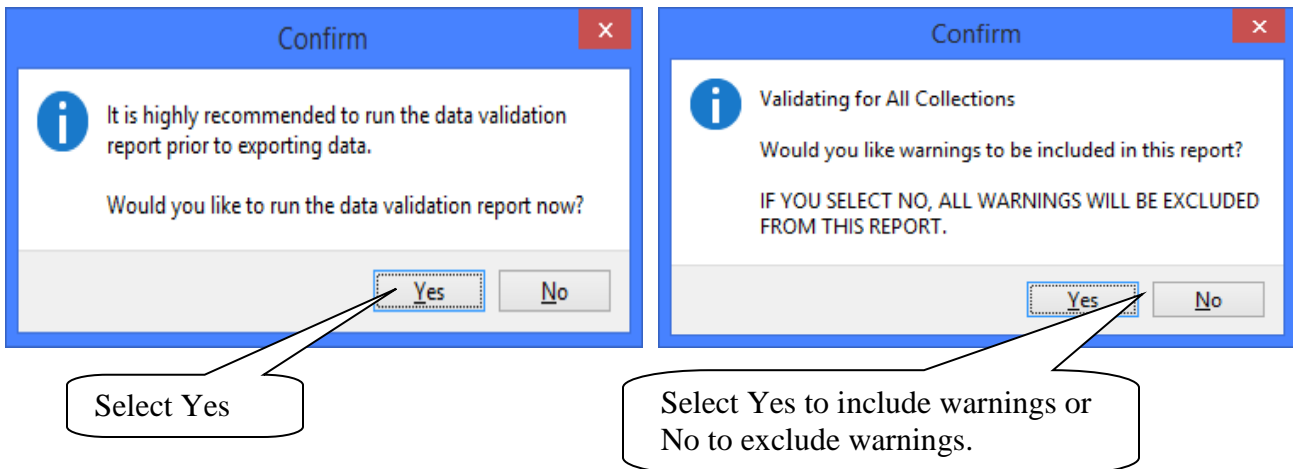 Confirm
It is highly recommended to run the data validation
report prior to exporting data.
Would you like to run the data validation report now?
Yes
No
Select Yes
Confirm
Validating for All Collections
Would you like warnings to be included in this report?
IF YOU SELECT NO, ALL WARNINGS WILL BE EXCLUDED
FROM THIS REPORT.
Yes
No
Select Yes to include warnings or
No to exclude warnings.